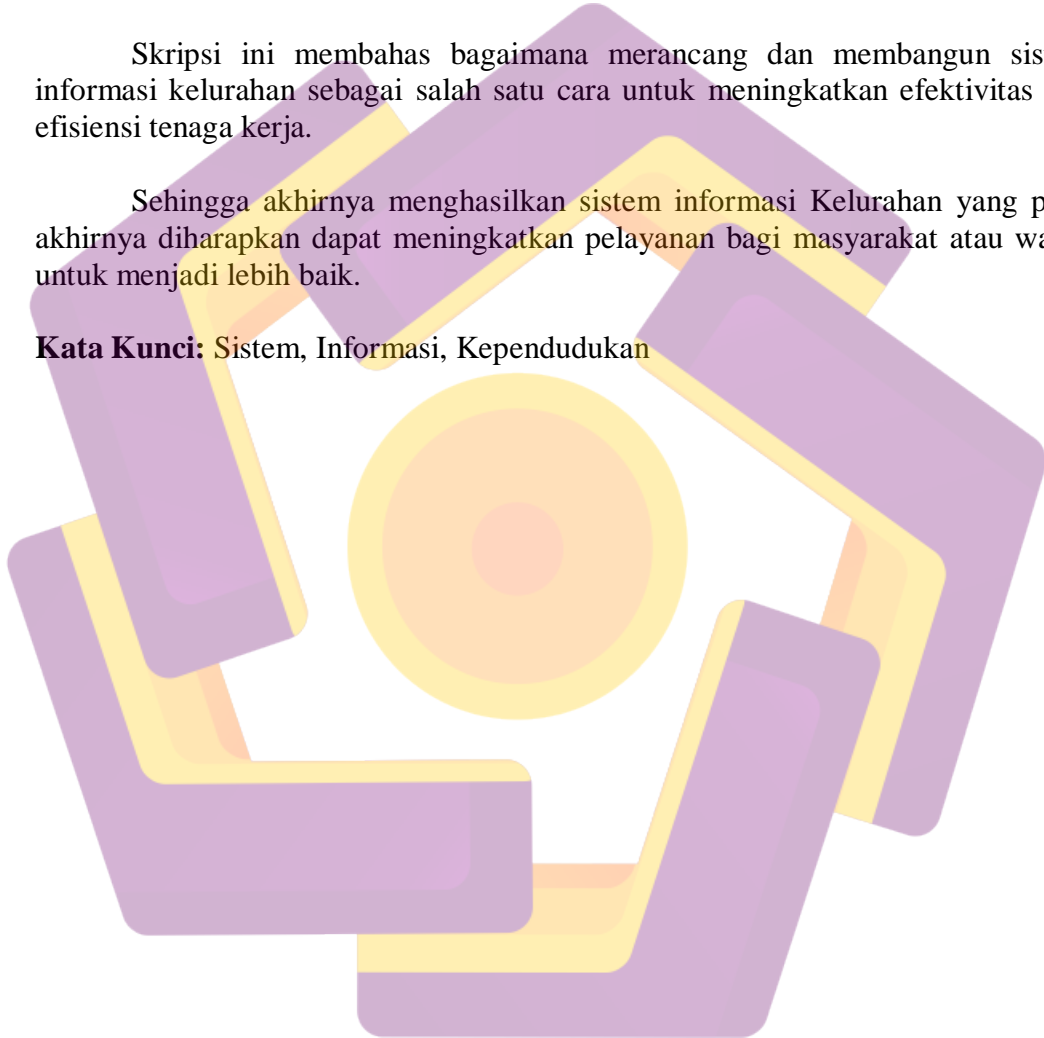 Skripsi ini membahas bagaimana merancang dan membangun sis
informasi kelurahan sebagai salah satu cara untuk meningkatkan efektivitas
efisiensi tenaga kerja.
Sehingga akhirnya menghasilkan sistem informasi Kelurahan yang p
akhirnya diharapkan dapat meningkatkan pelayanan bagi masyarakat atau wa
untuk menjadi lebih baik.
Kata Kunci: Sistem, Informasi, Kependudukan